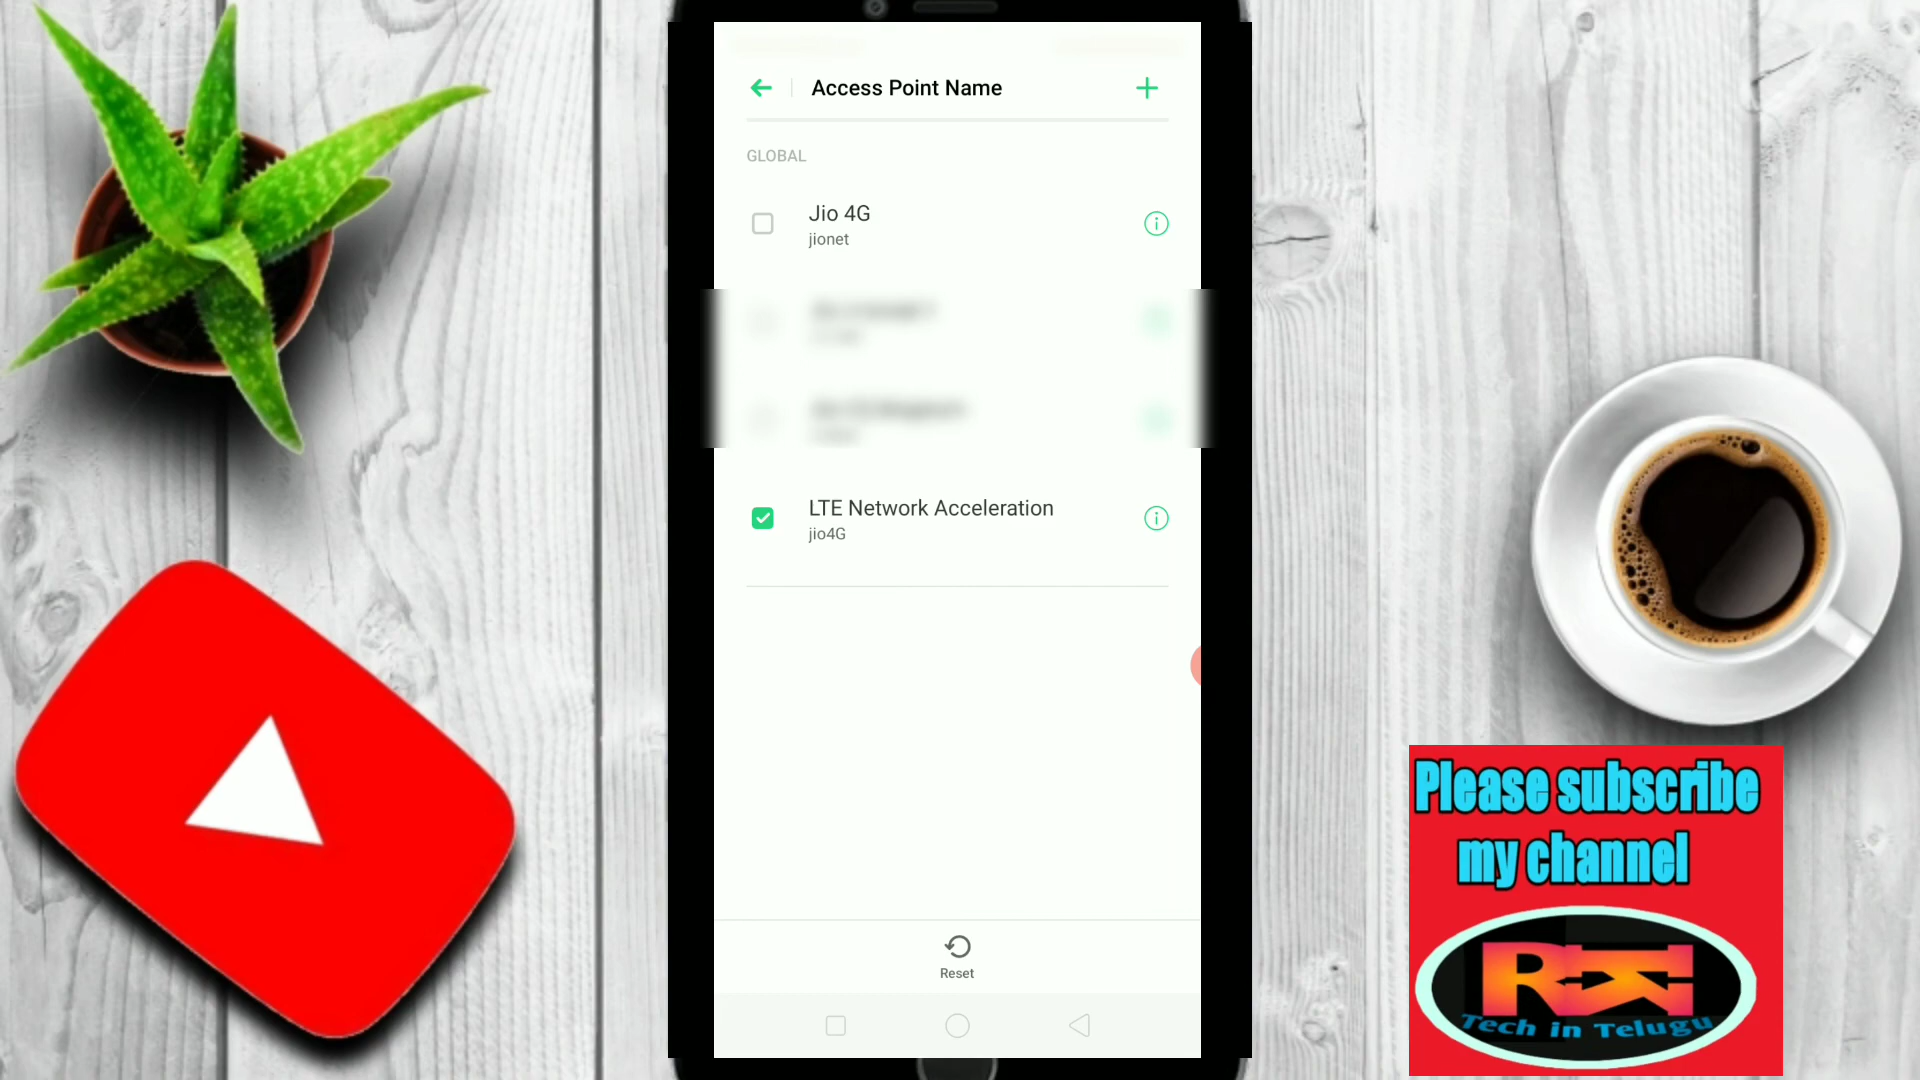 Access Point Name
GLOBAL
Jio 4G
jionet
LTE Network Acceleration
jio4G
Reset
Please subscribe
my channel
Tech in Telugu